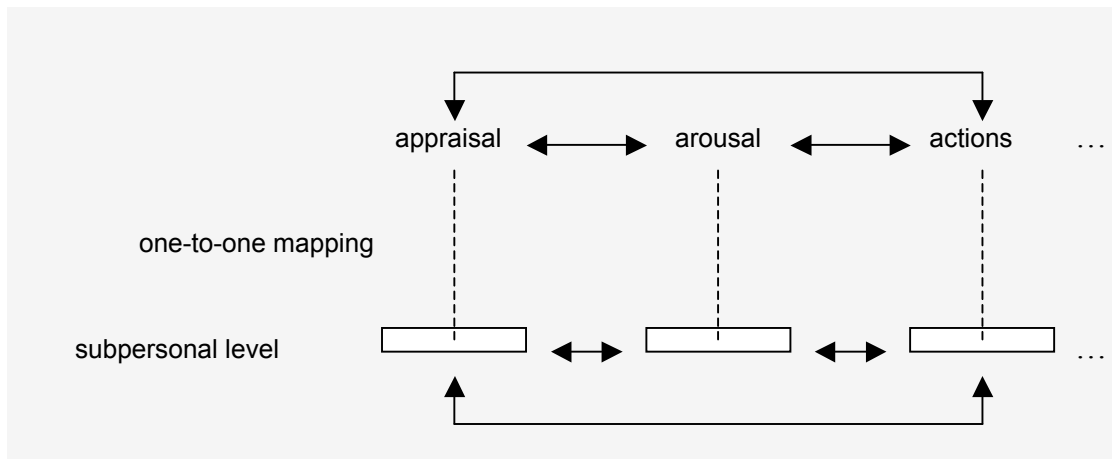 appraisal arousal actions ...
one-to-one mapping
subpersonal level ...